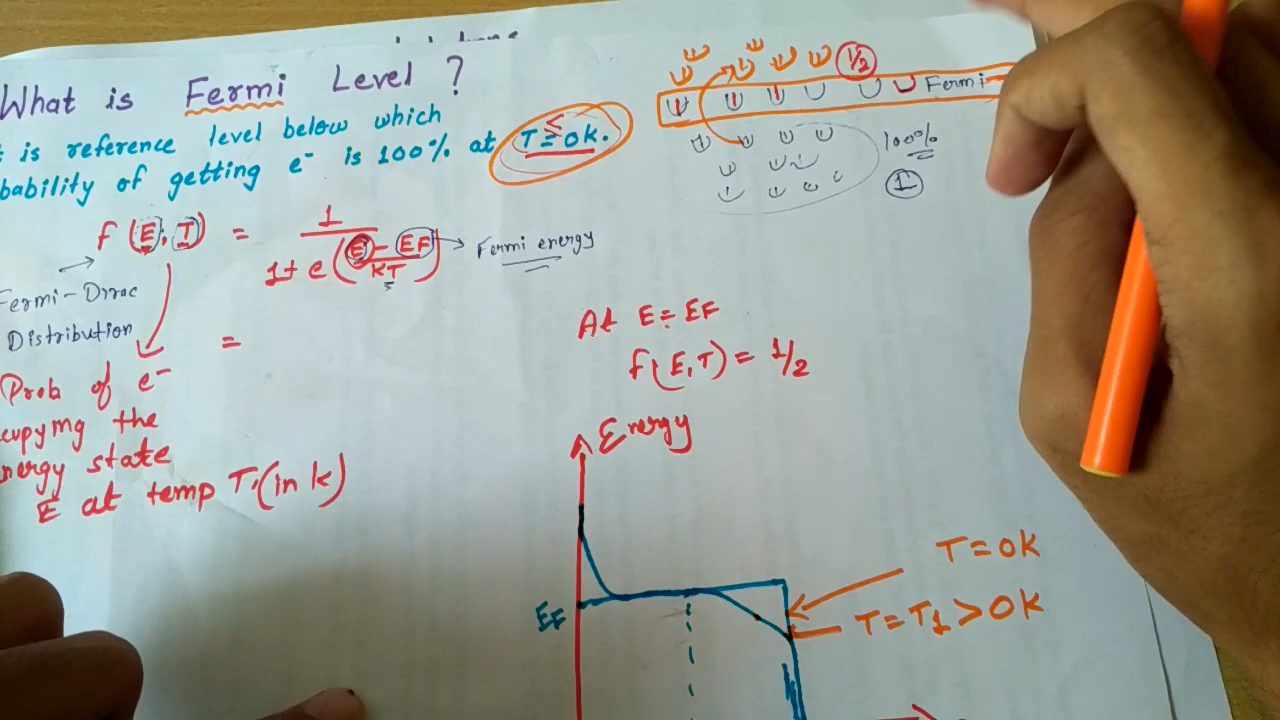 What is Fermi Level ?
is reference level below which
bability of getting e⁻ is 100% at T = 0k.
f (E, T) = 1 / 1 + e (E - EF / kT)
Fermi energy
Fermi-Dirac
Distribution
=
Prob of e⁻
cupying the
nergy state
E at temp T. (in k)
1/2
Fermi
100%
1
At E = EF
f(E, T) = 1/2
Energy
EF
T = 0k
T = T1 > 0k